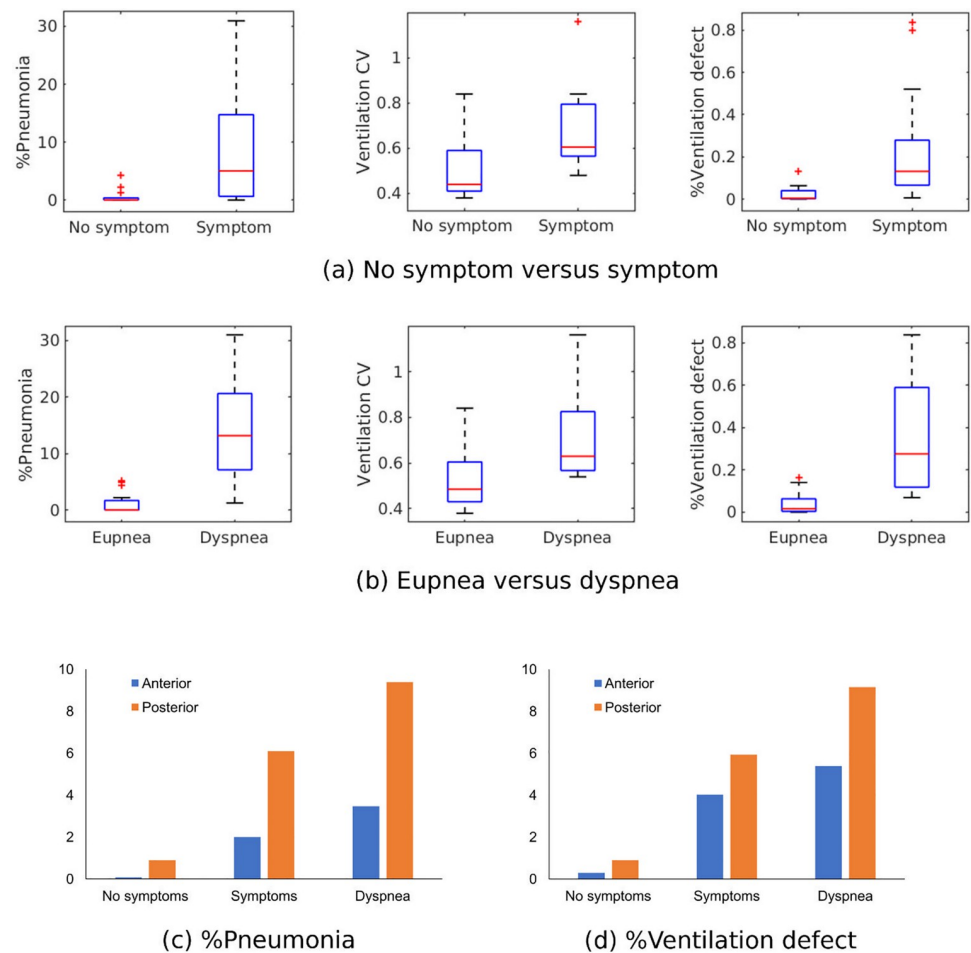 %Pneumonia
30
20
10
0
No symptom Symptom
Ventilation CV
1
0.8
0.6
0.4
No symptom Symptom
%Ventilation defect
0.8
0.6
0.4
0.2
0
No symptom Symptom
(a) No symptom versus symptom
%Pneumonia
30
20
10
0
Eupnea Dyspnea
Ventilation CV
1
0.8
0.6
0.4
Eupnea Dyspnea
%Ventilation defect
0.8
0.6
0.4
0.2
0
Eupnea Dyspnea
(b) Eupnea versus dyspnea
10
8
6
4
2
0
Anterior
Posterior
No symptoms Symptoms Dyspnea
(c) %Pneumonia
10
8
6
4
2
0
Anterior
Posterior
No symptoms Symptoms Dyspnea
(d) %Ventilation defect